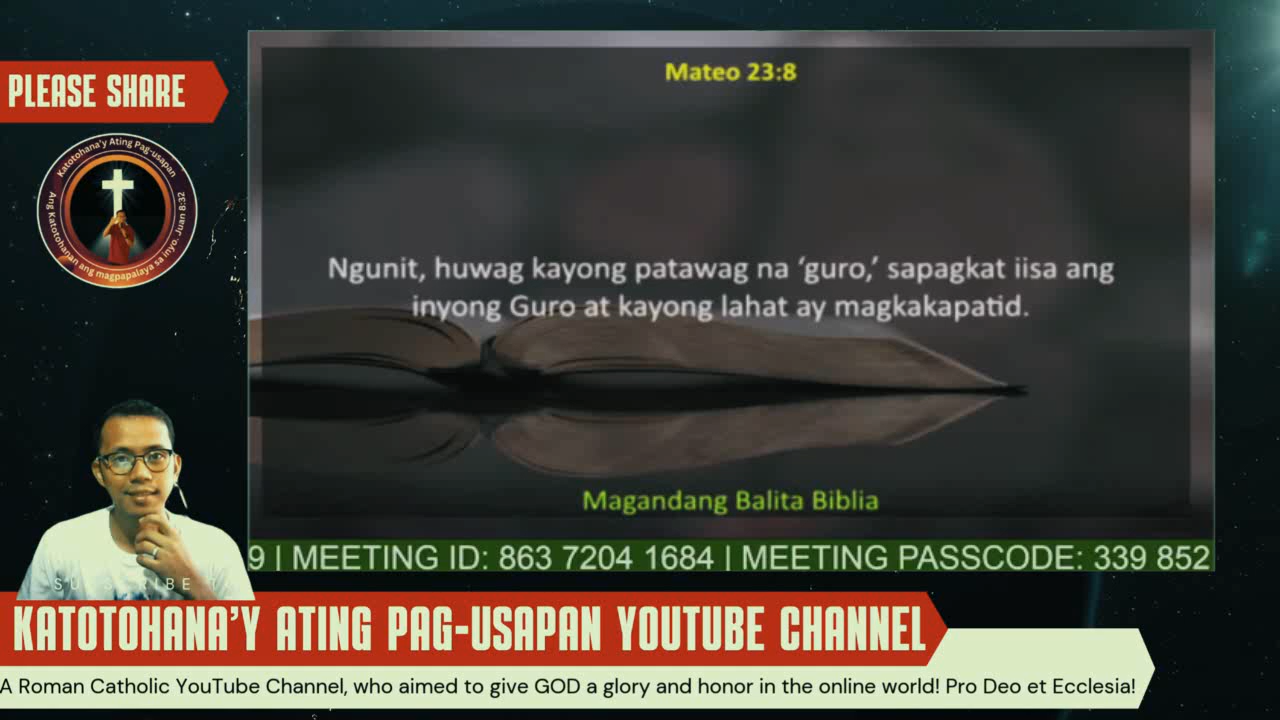 PLEASE SHARE
Katotohana'y Ating Pag-usapan
Ang Katotohanan ang magpapalaya sa inyo. Juan 8:32
Mateo 23:8
Ngunit, huwag kayong patawag na ‘guro,’ sapagkat iisa ang
inyong Guro at kayong lahat ay magkakapatid.
Magandang Balita Biblia
9 | MEETING ID: 863 7204 1684 | MEETING PASSCODE: 339 852
KATOTOHANA'Y ATING PAG-USAPAN YOUTUBE CHANNEL
A Roman Catholic YouTube Channel, who aimed to give GOD a glory and honor in the online world! Pro Deo et Ecclesia!